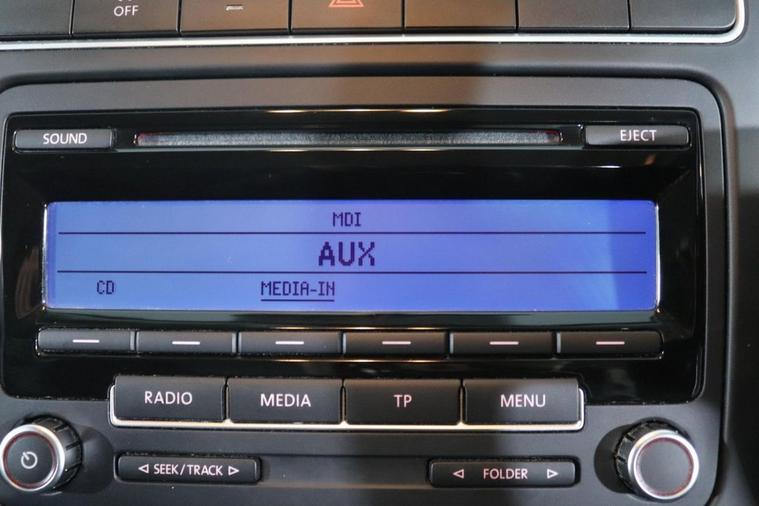 OFF
SOUND
EJECT
MDI
AUX
CD MEDIA-IN
RADIO MEDIA TP MENU
SEEK/TRACK
FOLDER